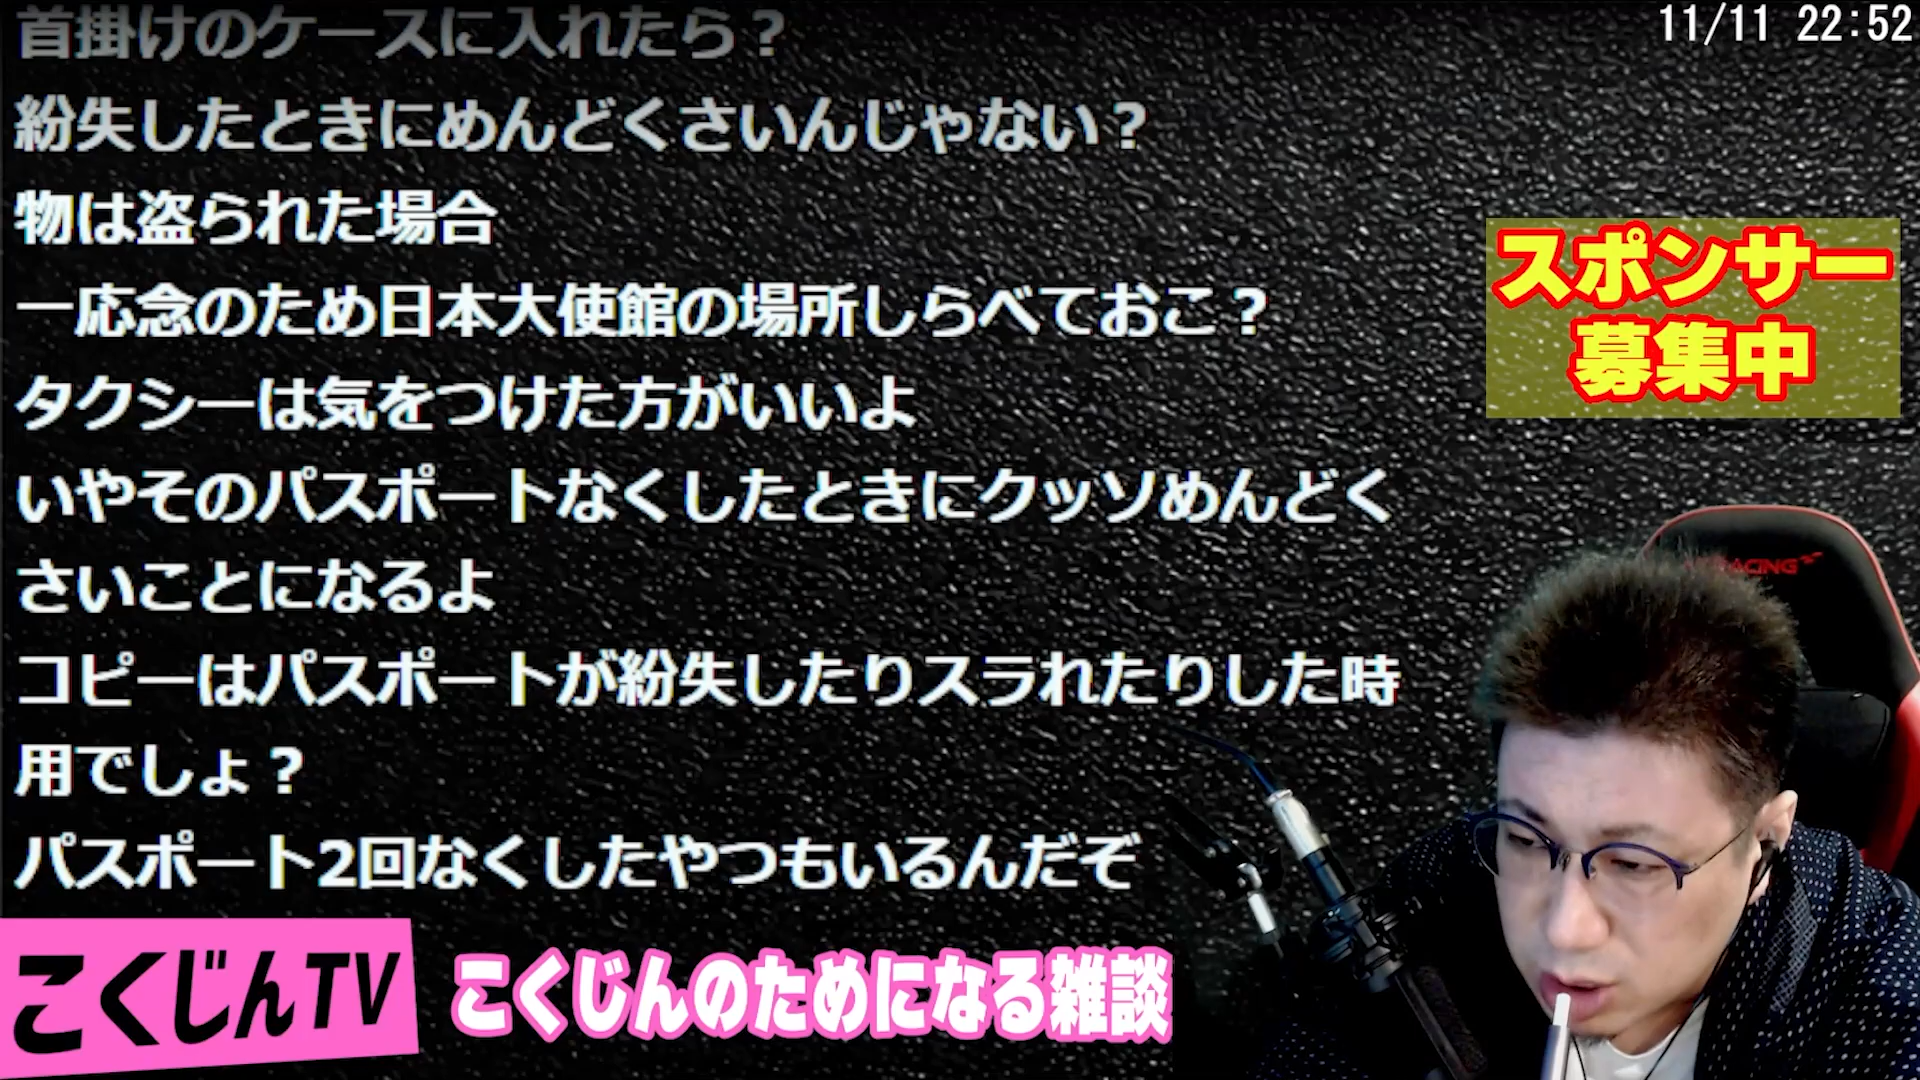 首掛けのケースに入れたら？
11/11 22:52
紛失したときにめんどくさいんじゃない？
物は盗られた場合
一応念のため日本大使館の場所しらべておこ？
タクシーは気をつけた方がいいよ
いやそのパスポートなくしたときにクッソめんどく
さいことになるよ
コピーはパスポートが紛失したりスラれたりした時
用でしょ？
パスポート2回なくしたやつもいるんだぞ
スポンサー
募集中
こくじんTV
こくじんのためになる雑談